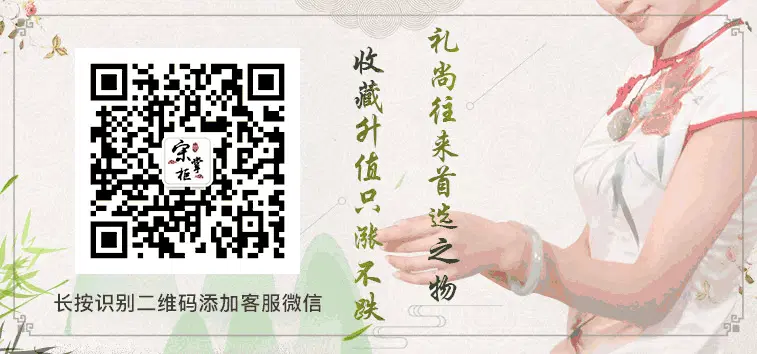 礼尚往来首选之物
收藏升值只涨不跌
宋掌柜
长按识别二维码添加客服微信